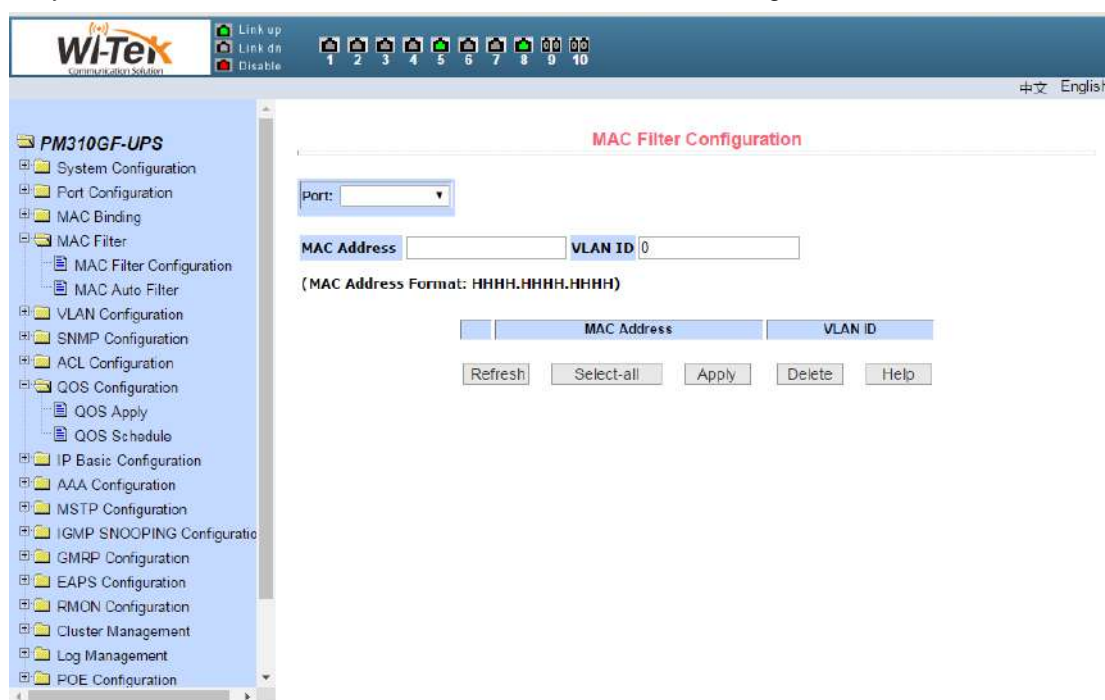 Wi-Tek
Communication Solution
Link up
Link dn
Disable
1 2 3 4 5 6 7 8 9 10
中文 English
PM310GF-UPS
System Configuration
Port Configuration
MAC Binding
MAC Filter
MAC Filter Configuration
MAC Auto Filter
VLAN Configuration
SNMP Configuration
ACL Configuration
QOS Configuration
QOS Apply
QOS Schedule
IP Basic Configuration
AAA Configuration
MSTP Configuration
IGMP SNOOPING Configuratio
GMRP Configuration
EAPS Configuration
RMON Configuration
Cluster Management
Log Management
POE Configuration
MAC Filter Configuration
Port:
MAC Address VLAN ID 0
(MAC Address Format: HHHH.HHHH.HHHH)
MAC Address VLAN ID
Refresh Select-all Apply Delete Help